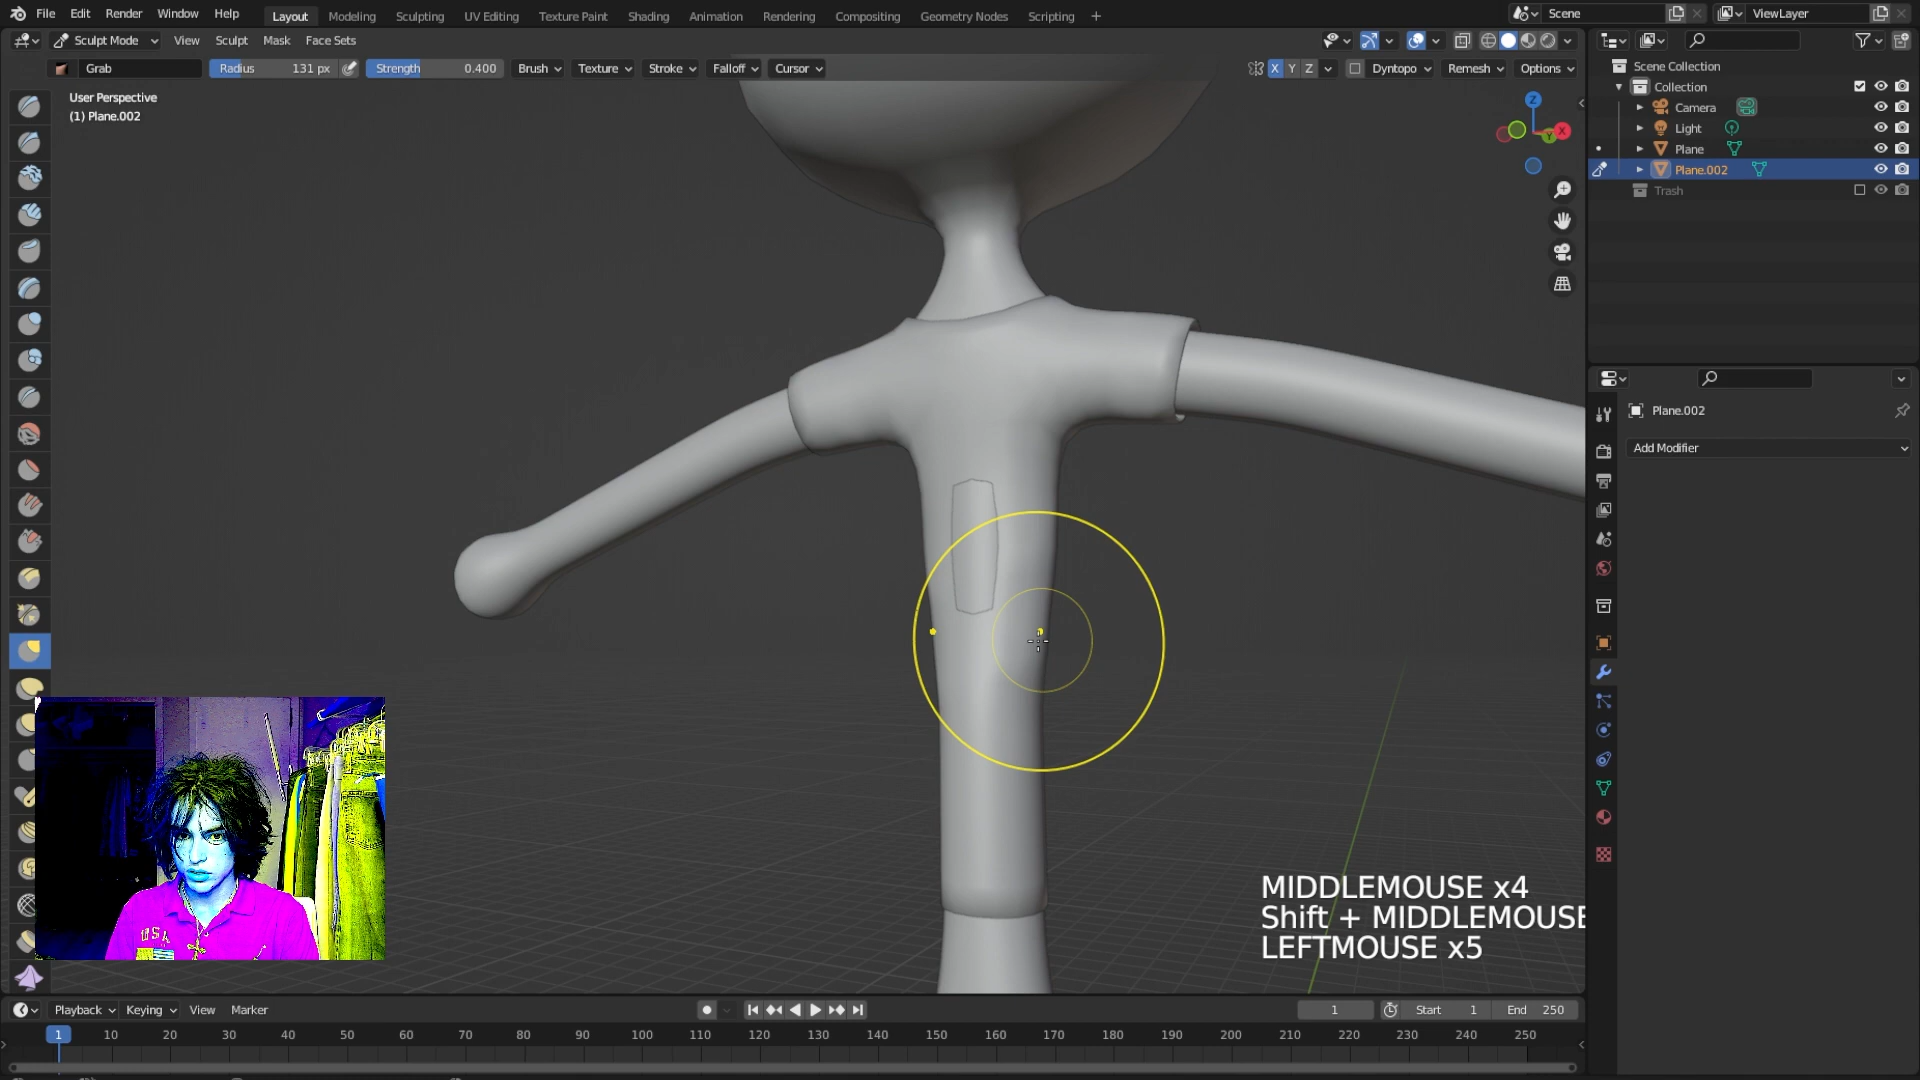 File Edit Render Window Help Layout Modeling Sculpting UV Editing Texture Paint Shading Animation Rendering Compositing Geometry Nodes Scripting + Scene ViewLayer
Sculpt Mode View Sculpt Mask Face Sets
Grab Radius 131 px Strength 0.400 Brush Texture Stroke Falloff Cursor X Y Z Dyntopo Remesh Options
User Perspective
(1) Plane.002
Z
Y
X
Scene Collection
Collection
Camera
Light
Plane
Plane.002
Trash
Plane.002
Add Modifier
USA
MIDDLEMOUSE x4
Shift + MIDDLEMOUSE
LEFTMOUSE x5
Playback Keying View Marker 1 Start 1 End 250
1 10 20 30 40 50 60 70 80 90 100 110 120 130 140 150 160 170 180 190 200 210 220 230 240 250